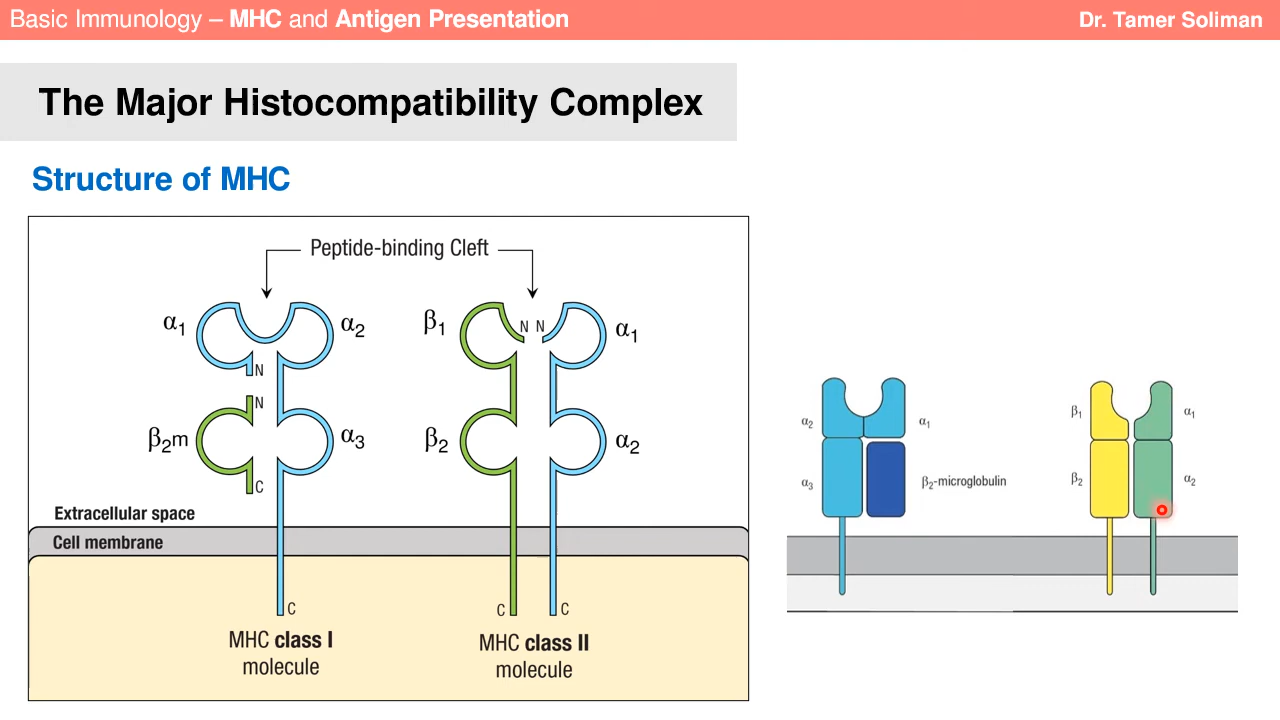 Basic Immunology – MHC and Antigen Presentation
Dr. Tamer Soliman
The Major Histocompatibility Complex
Structure of MHC
Peptide-binding Cleft
α1
α2
β1
N N
α1
N
N
β2m
α3
β2
α2
C
Extracellular space
Cell membrane
C
C
C
MHC class I
molecule
MHC class II
molecule
α2
α1
α3
β2-microglobulin
β1
α1
β2
α2